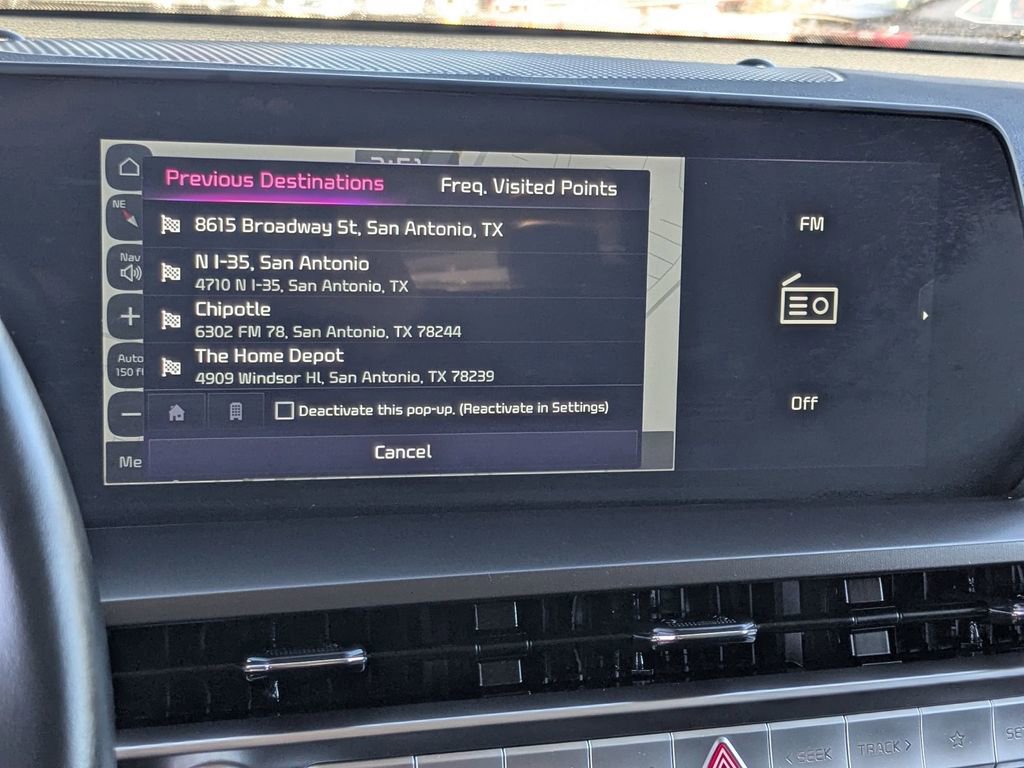 Previous Destinations
Freq. Visited Points
8615 Broadway St, San Antonio, TX
N I-35, San Antonio
4710 N I-35, San Antonio, TX
Chipotle
6302 FM 78, San Antonio, TX 78244
The Home Depot
4909 Windsor Hl, San Antonio, TX 78239
Deactivate this pop-up. (Reactivate in Settings)
Cancel
NE
Nav
+
Auto
150 ft
−
Me
FM
Off
< SEEK
TRACK >